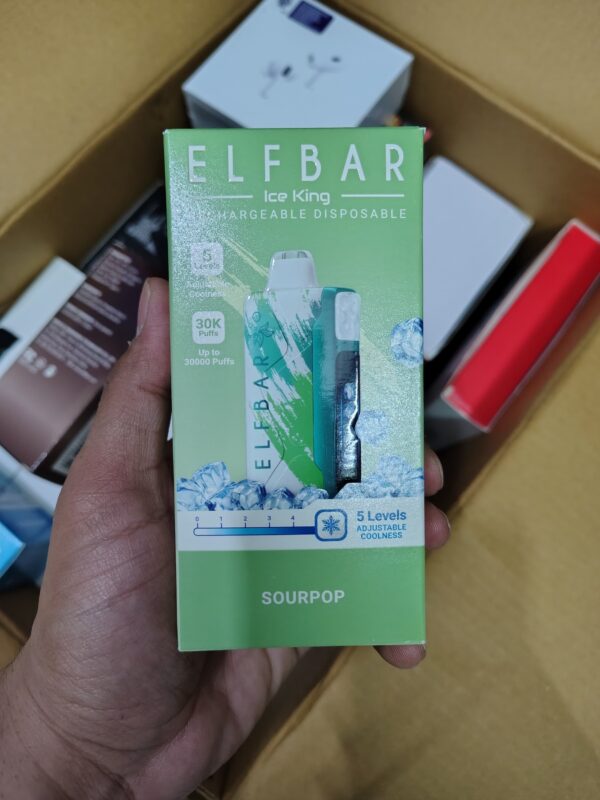 ELFBAR
Ice King
RECHARGEABLE DISPOSABLE
5
Levels
Adjustable
Coolness
30K
Puffs
Up to
30000 Puffs
ELFBAR
0 1 2 3 4
5 Levels
ADJUSTABLE
COOLNESS
SOURPOP